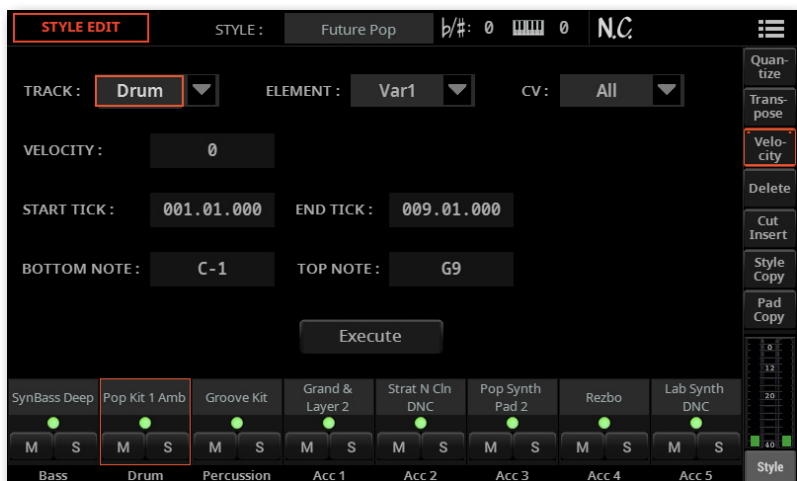 STYLE EDIT STYLE : Future Pop b/#: 0 0 N.C.
TRACK : Drum ELEMENT : Var1 CV : All
VELOCITY : 0
START TICK : 001.01.000 END TICK : 009.01.000
BOTTOM NOTE : C-1 TOP NOTE : G9
Execute
Quan-
tize
Trans-
pose
Velo-
city
Delete
Cut
Insert
Style
Copy
Pad
Copy
0
12
20
40
Style
SynBass Deep
Pop Kit 1 Amb
Groove Kit
Grand &
Layer 2
Strat N Cln
DNC
Pop Synth
Pad 2
Rezbo
Lab Synth
DNC
M S M S M S M S M S M S M S M S
Bass Drum Percussion Acc 1 Acc 2 Acc 3 Acc 4 Acc 5